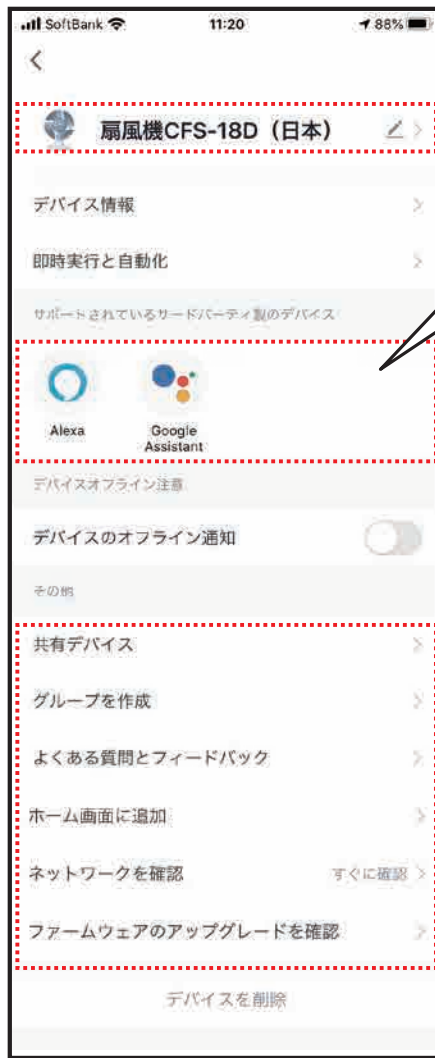 SoftBank 11:20 88%
扇風機CFS-18D（日本）
デバイス情報
即時実行と自動化
サポートされているサードパーティ製のデバイス
Alexa
Google
Assistant
デバイスオフライン注意
デバイスのオフライン通知
その他
共有デバイス
グループを作成
よくある質問とフィードバック
ホーム画面に追加
ネットワークを確認 すぐに確認
ファームウェアのアップグレードを確認
デバイスを削除